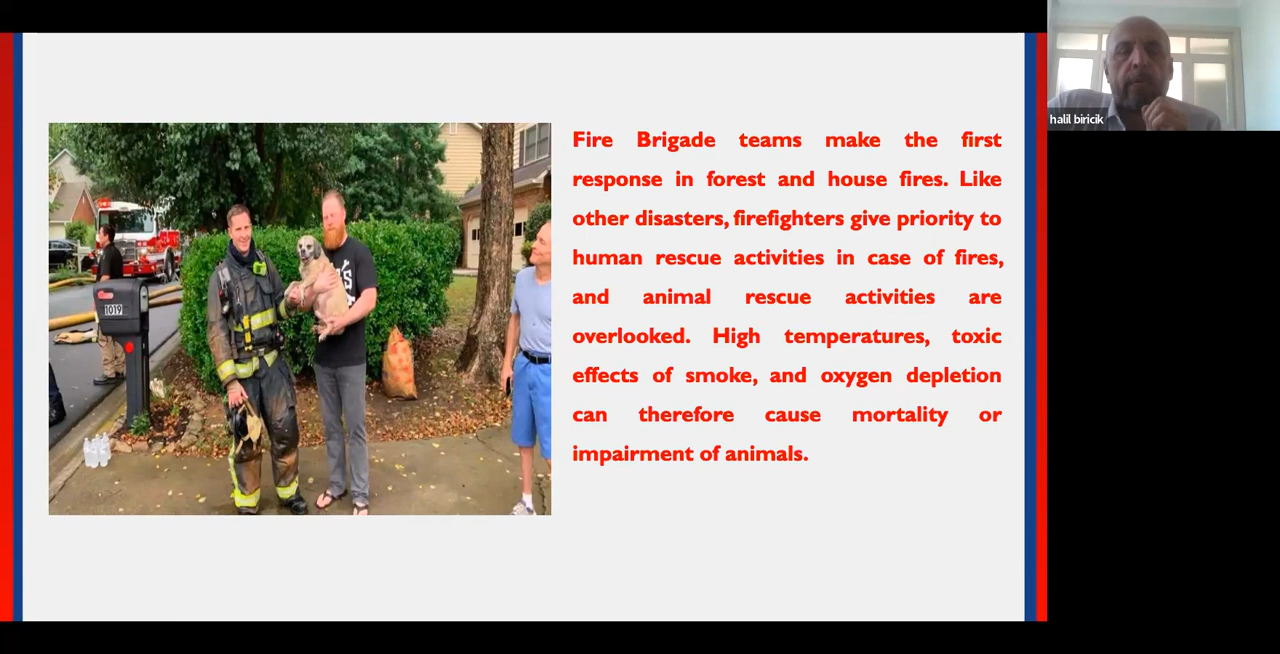 Fire Brigade teams make the first
response in forest and house fires. Like
other disasters, firefighters give priority to
human rescue activities in case of fires,
and animal rescue activities are
overlooked. High temperatures, toxic
effects of smoke, and oxygen depletion
can therefore cause mortality or
impairment of animals.
halil biricik
1019